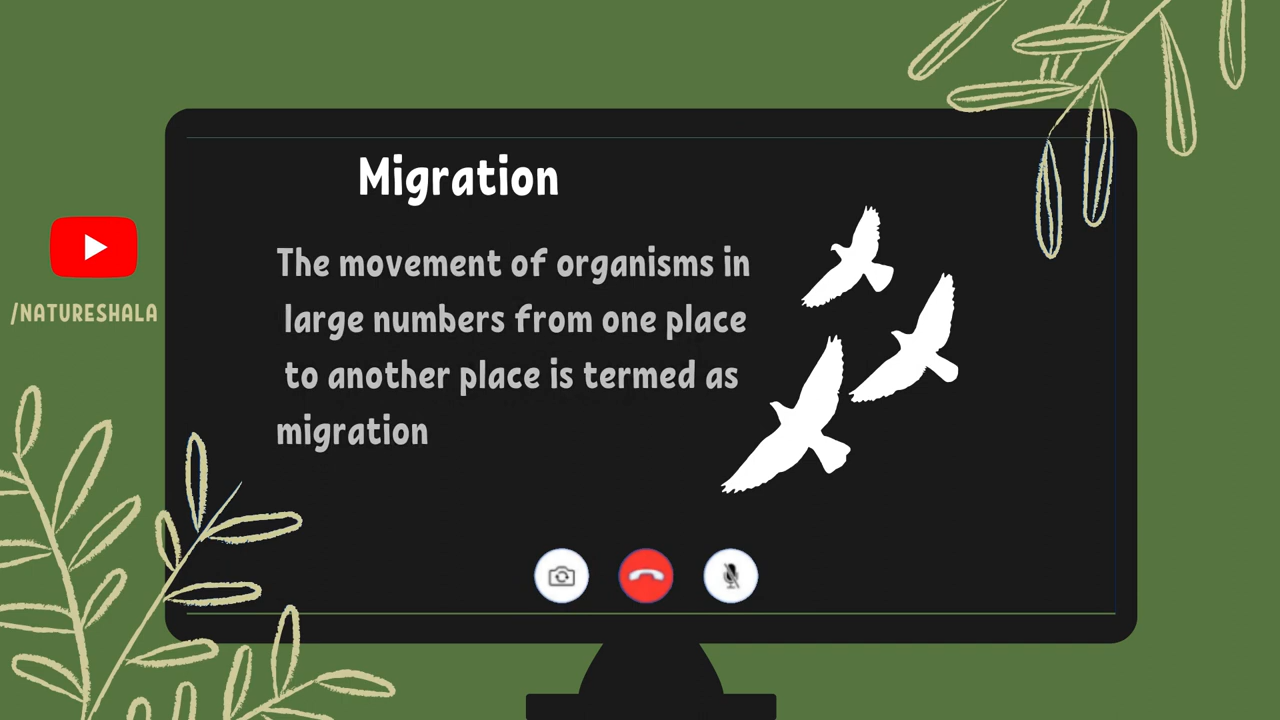 Migration
The movement of organisms in
large numbers from one place
to another place is termed as
migration
/NATURESHALA